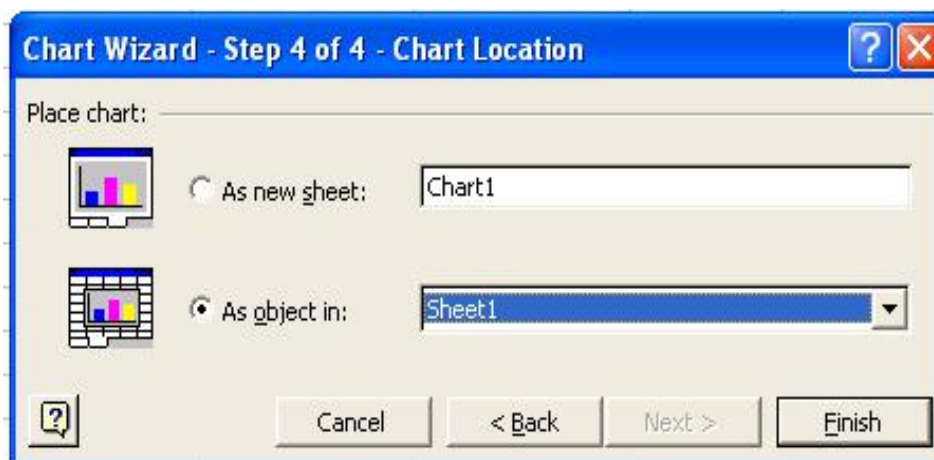 Chart Wizard - Step 4 of 4 - Chart Location
?
Place chart:
As new sheet: Chart1
As object in: Sheet1
? Cancel < Back Next > Finish